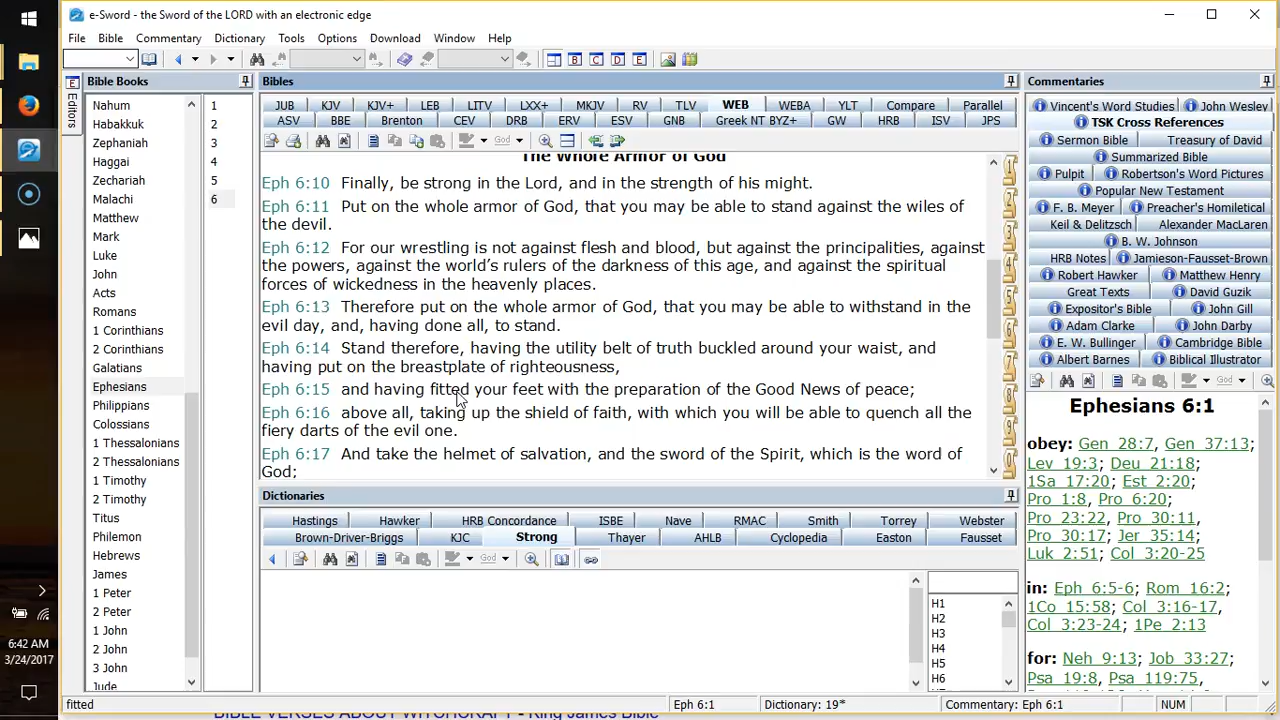 e-Sword - the Sword of the LORD with an electronic edge
File Bible Commentary Dictionary Tools Options Download Window Help
B C D E
Bible Books
Editors
Nahum
Habakkuk
Zephaniah
Haggai
Zechariah
Malachi
Matthew
Mark
Luke
John
Acts
Romans
1 Corinthians
2 Corinthians
Galatians
Ephesians
Philippians
Colossians
1 Thessalonians
2 Thessalonians
1 Timothy
2 Timothy
Titus
Philemon
Hebrews
James
1 Peter
2 Peter
1 John
2 John
3 John
Jude
1
2
3
4
5
6
Bibles
JUB KJV KJV+ LEB LITV LXX+ MKJV RV TLV WEB WEBA YLT Compare Parallel
ASV BBE Brenton CEV DRB ERV ESV GNB Greek NT BYZ+ GW HRB ISV JPS
God
The Whole Armor of God
Eph 6:10 Finally, be strong in the Lord, and in the strength of his might.
Eph 6:11 Put on the whole armor of God, that you may be able to stand against the wiles of
the devil.
Eph 6:12 For our wrestling is not against flesh and blood, but against the principalities, against
the powers, against the world’s rulers of the darkness of this age, and against the spiritual
forces of wickedness in the heavenly places.
Eph 6:13 Therefore put on the whole armor of God, that you may be able to withstand in the
evil day, and, having done all, to stand.
Eph 6:14 Stand therefore, having the utility belt of truth buckled around your waist, and
having put on the breastplate of righteousness,
Eph 6:15 and having fitted your feet with the preparation of the Good News of peace;
Eph 6:16 above all, taking up the shield of faith, with which you will be able to quench all the
fiery darts of the evil one.
Eph 6:17 And take the helmet of salvation, and the sword of the Spirit, which is the word of
God;
Dictionaries
Hastings Hawker HRB Concordance ISBE Nave RMAC Smith Torrey Webster
Brown-Driver-Briggs KJC Strong Thayer AHLB Cyclopedia Easton Fausset
God
H1
H2
H3
H4
H5
H6
Commentaries
Vincent's Word Studies John Wesley
TSK Cross References
Sermon Bible Treasury of David
Summarized Bible
Pulpit Robertson's Word Pictures
Popular New Testament
F. B. Meyer Preacher's Homiletical
Keil & Delitzsch Alexander MacLaren
B. W. Johnson
HRB Notes Jamieson-Fausset-Brown
Robert Hawker Matthew Henry
Great Texts David Guzik
Expositor's Bible John Gill
Adam Clarke John Darby
E. W. Bullinger Cambridge Bible
Albert Barnes Biblical Illustrator
God
Ephesians 6:1
obey: Gen 28:7, Gen 37:13;
Lev 19:3; Deu 21:18;
1Sa 17:20; Est 2:20;
Pro 1:8, Pro 6:20;
Pro 23:22, Pro 30:11,
Pro 30:17; Jer 35:14;
Luk 2:51; Col 3:20-25
in: Eph 6:5-6; Rom 16:2;
1Co 15:58; Col 3:16-17,
Col 3:23-24; 1Pe 2:13
for: Neh 9:13; Job 33:27;
Psa 19:8, Psa 119:75,
6:42 AM
3/24/2017
fitted Eph 6:1 Dictionary: 19* Commentary: Eph 6:1 NUM
BIBLE VERSES ABOUT WITCHCRAFT - King James Bible